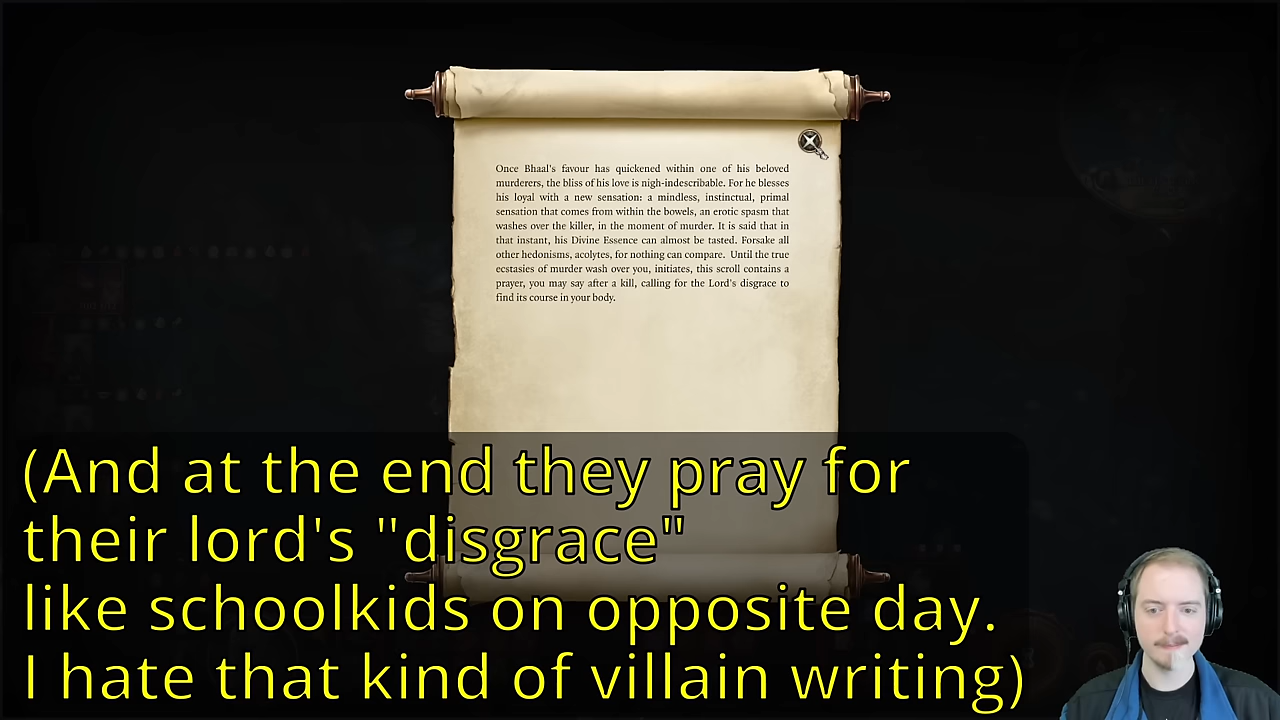 Once Bhaal's favour has quickened within one of his beloved
murderers, the bliss of his love is nigh-indescribable. For he blesses
his loyal with a new sensation: a mindless, instinctual, primal
sensation that comes from within the bowels, an erotic spasm that
washes over the killer, in the moment of murder. It is said that in
that instant, his Divine Essence can almost be tasted. Forsake all
other hedonisms, acolytes, for nothing can compare. Until the true
ecstasies of murder wash over you, initiates, this scroll contains a
prayer, you may say after a kill, calling for the Lord's disgrace to
find its course in your body.
(And at the end they pray for
their lord's "disgrace"
like schoolkids on opposite day.
I hate that kind of villain writing)